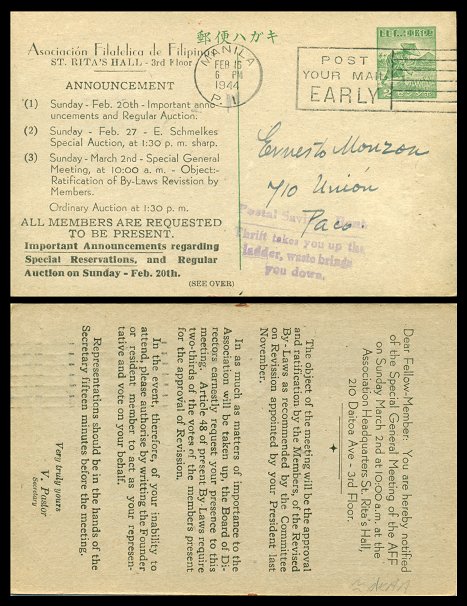 郵便ハガキ
Asociación Filatelica de Filipinas
ST. RITA'S HALL - 3rd Floor
ANNOUNCEMENT
(1) Sunday - Feb. 20th - Important anno-
uncements and Regular Auction.
(2) Sunday - Feb. 27 - E. Schmelkes
Special Auction, at 1:30 p. m. sharp.
(3) Sunday - March 2nd - Special General
Meeting, at 10:00 a. m. - Object:-
Ratification of By-Laws Revission by
Members.
Ordinary Auction at 1:30 p. m.
ALL MEMBERS ARE REQUESTED
TO BE PRESENT.
Important Announcements regarding
Special Reservations, and Regular
Auction on Sunday - Feb. 20th.
(SEE OVER)
MANILA
FEB 16
6 PM
1944
P. I.
POST
YOUR MAIL
EARLY
2
Ernesto Monzon
710 Unión
Paco
Postal Savings Bank
Thrift takes you up the
ladder, waste brings
you down.
Dear Fellow-Member: You are hereby notified
of the Special General Meeting of the AFF
on Sunday March 2nd at 10:00 a.m. at the
Association Headquarters St. Rita's Hall,
210 Daitoa Ave - 3rd Floor.
The object of the meeting will be the approval
and ratification by the Members, of the Revised
By-Laws as recommended by the Committee
on Revission appointed by your President last
November.
In as much as matters of importance to the
Association will be taken up, the Board of Di-
rectors earnestly request your presence to this
meeting. Article 48 of present By-Laws require
two-thirds of the votes of the members present
for the approval of Revission.
In the event, therefore, of your inability to
attend, please authorise by writing the Founder
or resident member to act as your represen-
tative and vote on your behalf.
Representations should be in the hands of the
Secretary fifteen minutes before the meeting.
Very truly yours
V. Pastor
Secretary